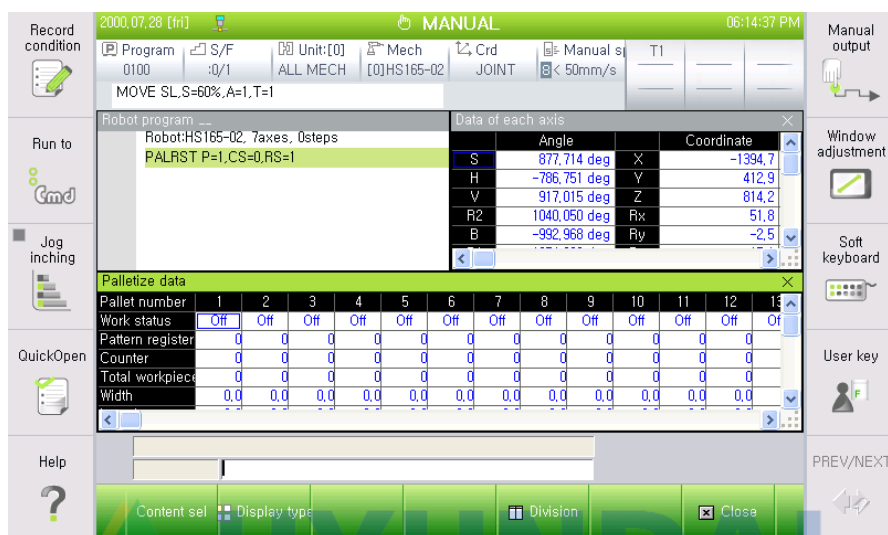 2000,07,28 [fri] MANUAL 06:14:37 PM
Record condition
Run to
Cmd
Jog inching
QuickOpen
Help
P Program S/F Unit:[0] Mech Crd Manual s T1
0100 :0/1 ALL MECH [0]HS165-02 JOINT 8 < 50mm/s
MOVE SL,S=60%,A=1,T=1
Robot program __
Robot:HS165-02, 7axes, 0steps
PALRST P=1,CS=0,RS=1
Data of each axis
Angle Coordinate
S 877,714 deg X -1394,7
H -786,751 deg Y 412,9
V 917,015 deg Z 814,2
R2 1040,050 deg Rx 51,8
B -992,968 deg Ry -2,5
Palletize data
Pallet number 1 2 3 4 5 6 7 8 9 10 11 12 13
Work status Off Off Off Off Off Off Off Off Off Off Off Off Of
Pattern register 0 0 0 0 0 0 0 0 0 0 0 0
Counter 0 0 0 0 0 0 0 0 0 0 0 0
Total workpiece 0 0 0 0 0 0 0 0 0 0 0 0
Width 0,0 0,0 0,0 0,0 0,0 0,0 0,0 0,0 0,0 0,0 0,0 0,0
Content sel Display type Division Close
Manual output
Window adjustment
Soft keyboard
User key
F
PREV/NEXT
HYUNDAI